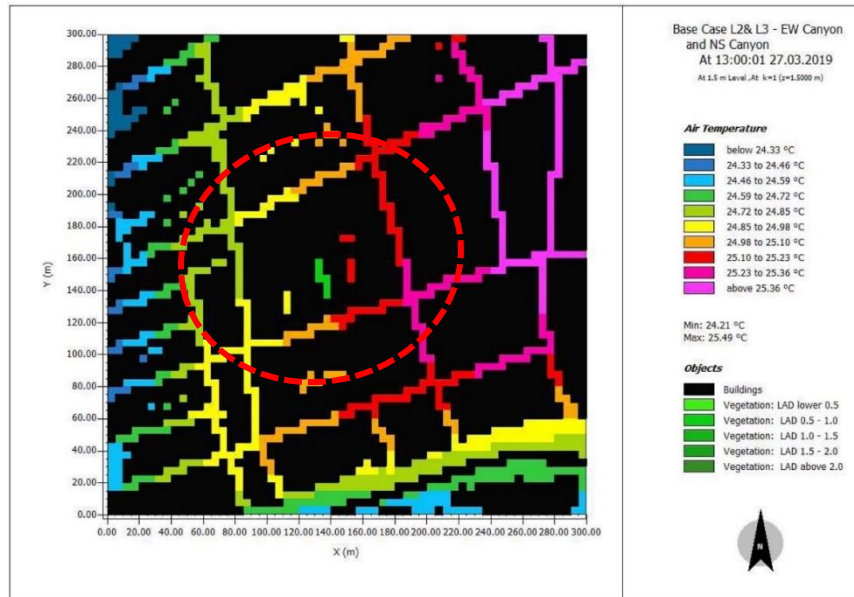 Base Case L2& L3 - EW Canyon
and NS Canyon
At 13:00:01 27.03.2019
At 1.5 m Level ,At k=1 (z=1.5000 m)
300.00
280.00
260.00
240.00
220.00
200.00
180.00
160.00
140.00
120.00
100.00
80.00
60.00
40.00
20.00
0.00
Y (m)
0.00 20.00 40.00 60.00 80.00 100.00 120.00 140.00 160.00 180.00 200.00 220.00 240.00 260.00 280.00 300.00
X (m)
Air Temperature
below 24.33 °C
24.33 to 24.46 °C
24.46 to 24.59 °C
24.59 to 24.72 °C
24.72 to 24.85 °C
24.85 to 24.98 °C
24.98 to 25.10 °C
25.10 to 25.23 °C
25.23 to 25.36 °C
above 25.36 °C
Min: 24.21 °C
Max: 25.49 °C
Objects
Buildings
Vegetation: LAD lower 0.5
Vegetation: LAD 0.5 - 1.0
Vegetation: LAD 1.0 - 1.5
Vegetation: LAD 1.5 - 2.0
Vegetation: LAD above 2.0
N